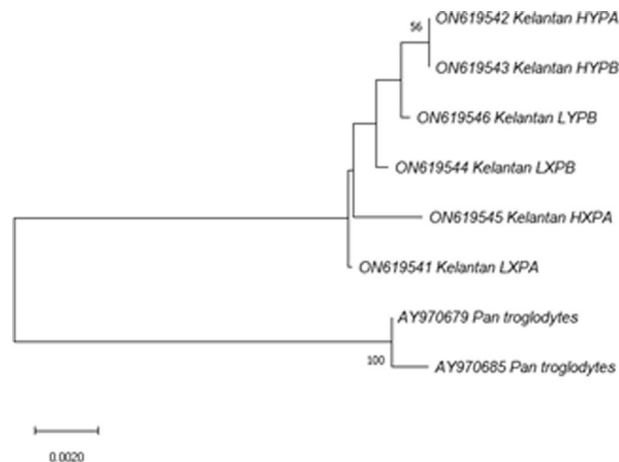 56
ON619542 Kelantan HYPA
ON619543 Kelantan HYPB
ON619546 Kelantan LYPB
ON619544 Kelantan LXPB
ON619545 Kelantan HXPA
ON619541 Kelantan LXPA
AY970679 Pan troglodytes
100
AY970685 Pan troglodytes
0.0020